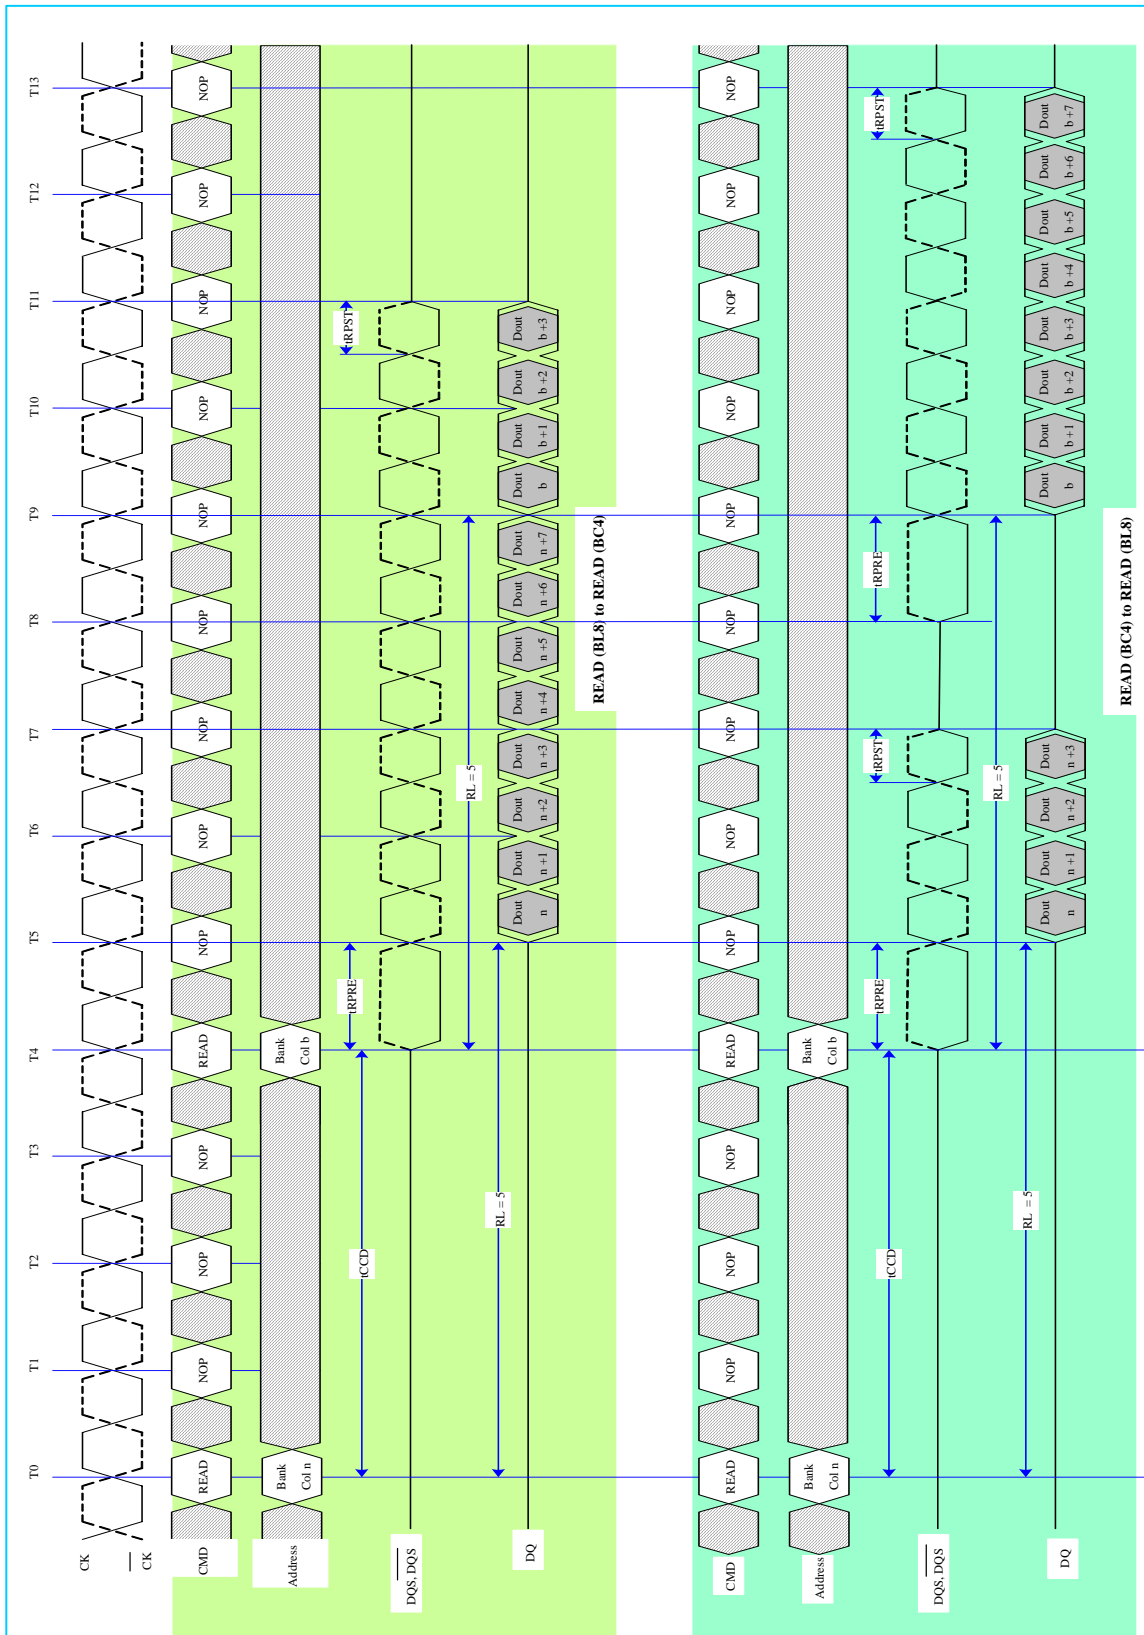 T0 T1 T2 T3 T4 T5 T6 T7 T8 T9 T10 T11 T12 T13
CK
CK
CMD READ NOP NOP NOP READ NOP NOP NOP NOP NOP NOP NOP NOP NOP
Address Bank Col n Bank Col b
tRPRE tRPST
tCCD
DQS, DQS
RL = 5
RL = 5
DQ Dout n Dout n +1 Dout n +2 Dout n +3 Dout n +4 Dout n +5 Dout n +6 Dout n +7 Dout b Dout b +1 Dout b +2 Dout b +3
READ (BL8) to READ (BC4)
CMD READ NOP NOP NOP READ NOP NOP NOP NOP NOP NOP NOP NOP NOP
Address Bank Col n Bank Col b
tCCD tRPRE tRPST tRPRE tRPST
DQS, DQS
RL = 5
RL = 5
DQ Dout n Dout n +1 Dout n +2 Dout n +3 Dout b Dout b +1 Dout b +2 Dout b +3 Dout b +4 Dout b +5 Dout b +6 Dout b +7
READ (BC4) to READ (BL8)